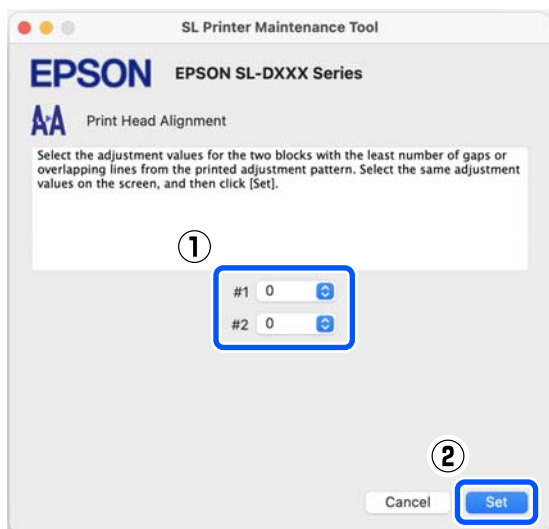 SL Printer Maintenance Tool
EPSON EPSON SL-DXXX Series
AA Print Head Alignment
Select the adjustment values for the two blocks with the least number of gaps or
overlapping lines from the printed adjustment pattern. Select the same adjustment
values on the screen, and then click [Set].
①
#1 0
#2 0
②
Cancel Set